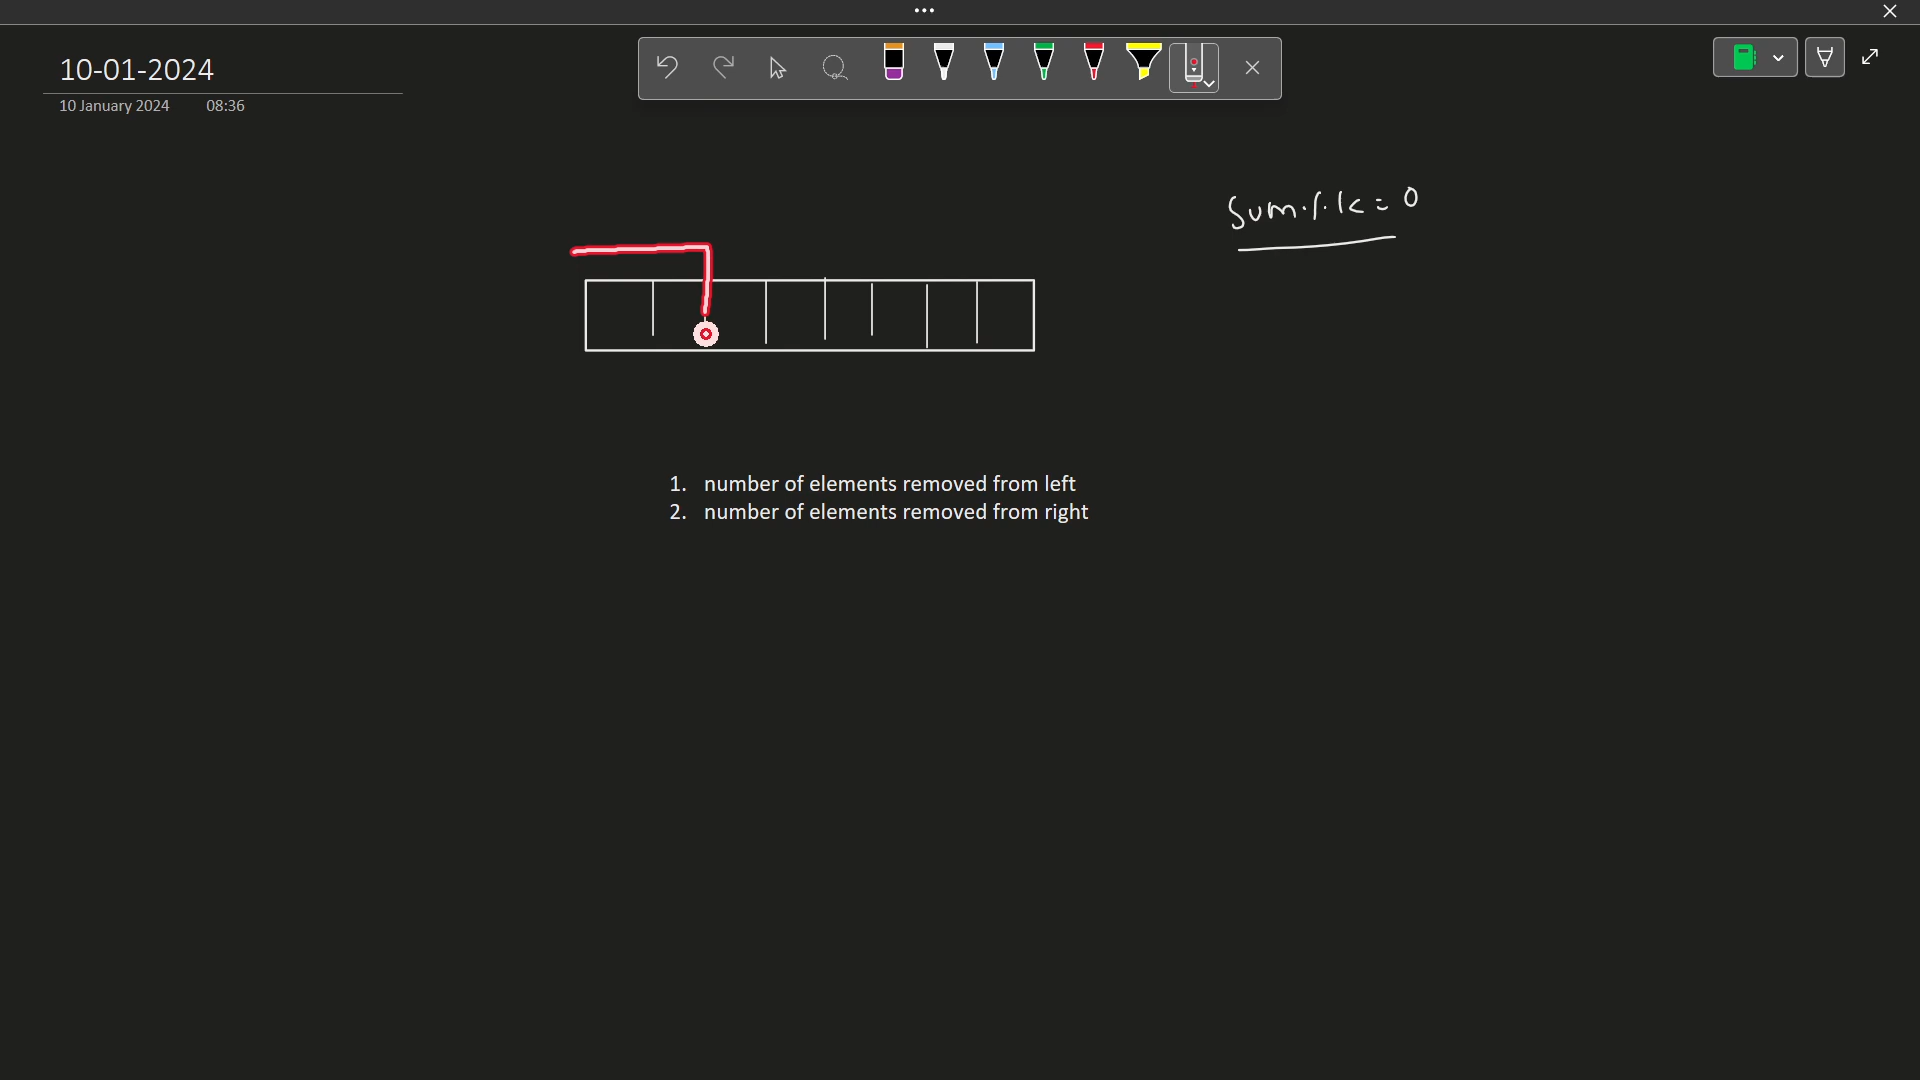 10-01-2024
10 January 2024 08:36
Sum.%.k = 0
1. number of elements removed from left
2. number of elements removed from right